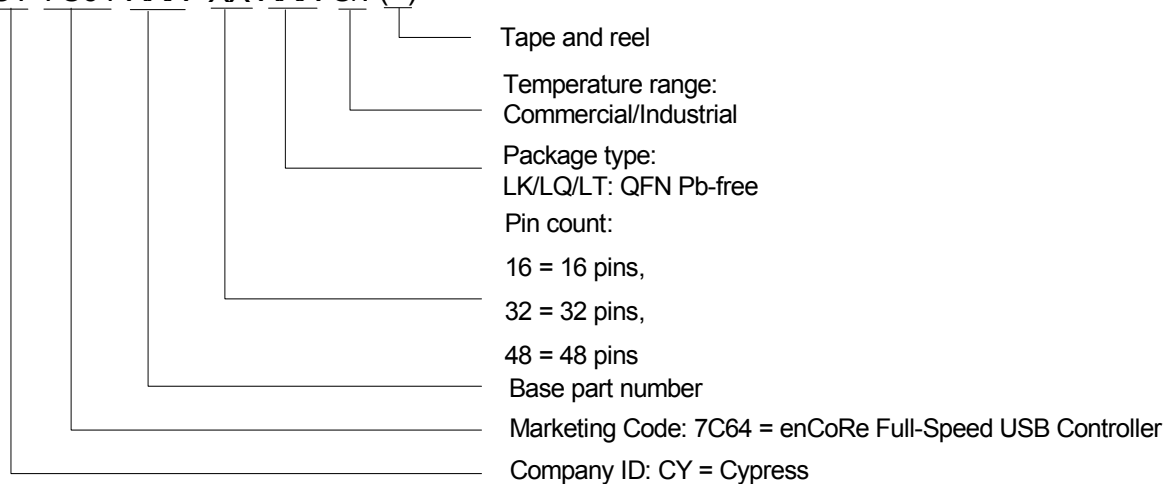 Tape and reel
Temperature range:
Commercial/Industrial
Package type:
LK/LQ/LT: QFN Pb-free
Pin count:
16 = 16 pins,
32 = 32 pins,
48 = 48 pins
Base part number
Marketing Code: 7C64 = enCoRe Full-Speed USB Controller
Company ID: CY = Cypress